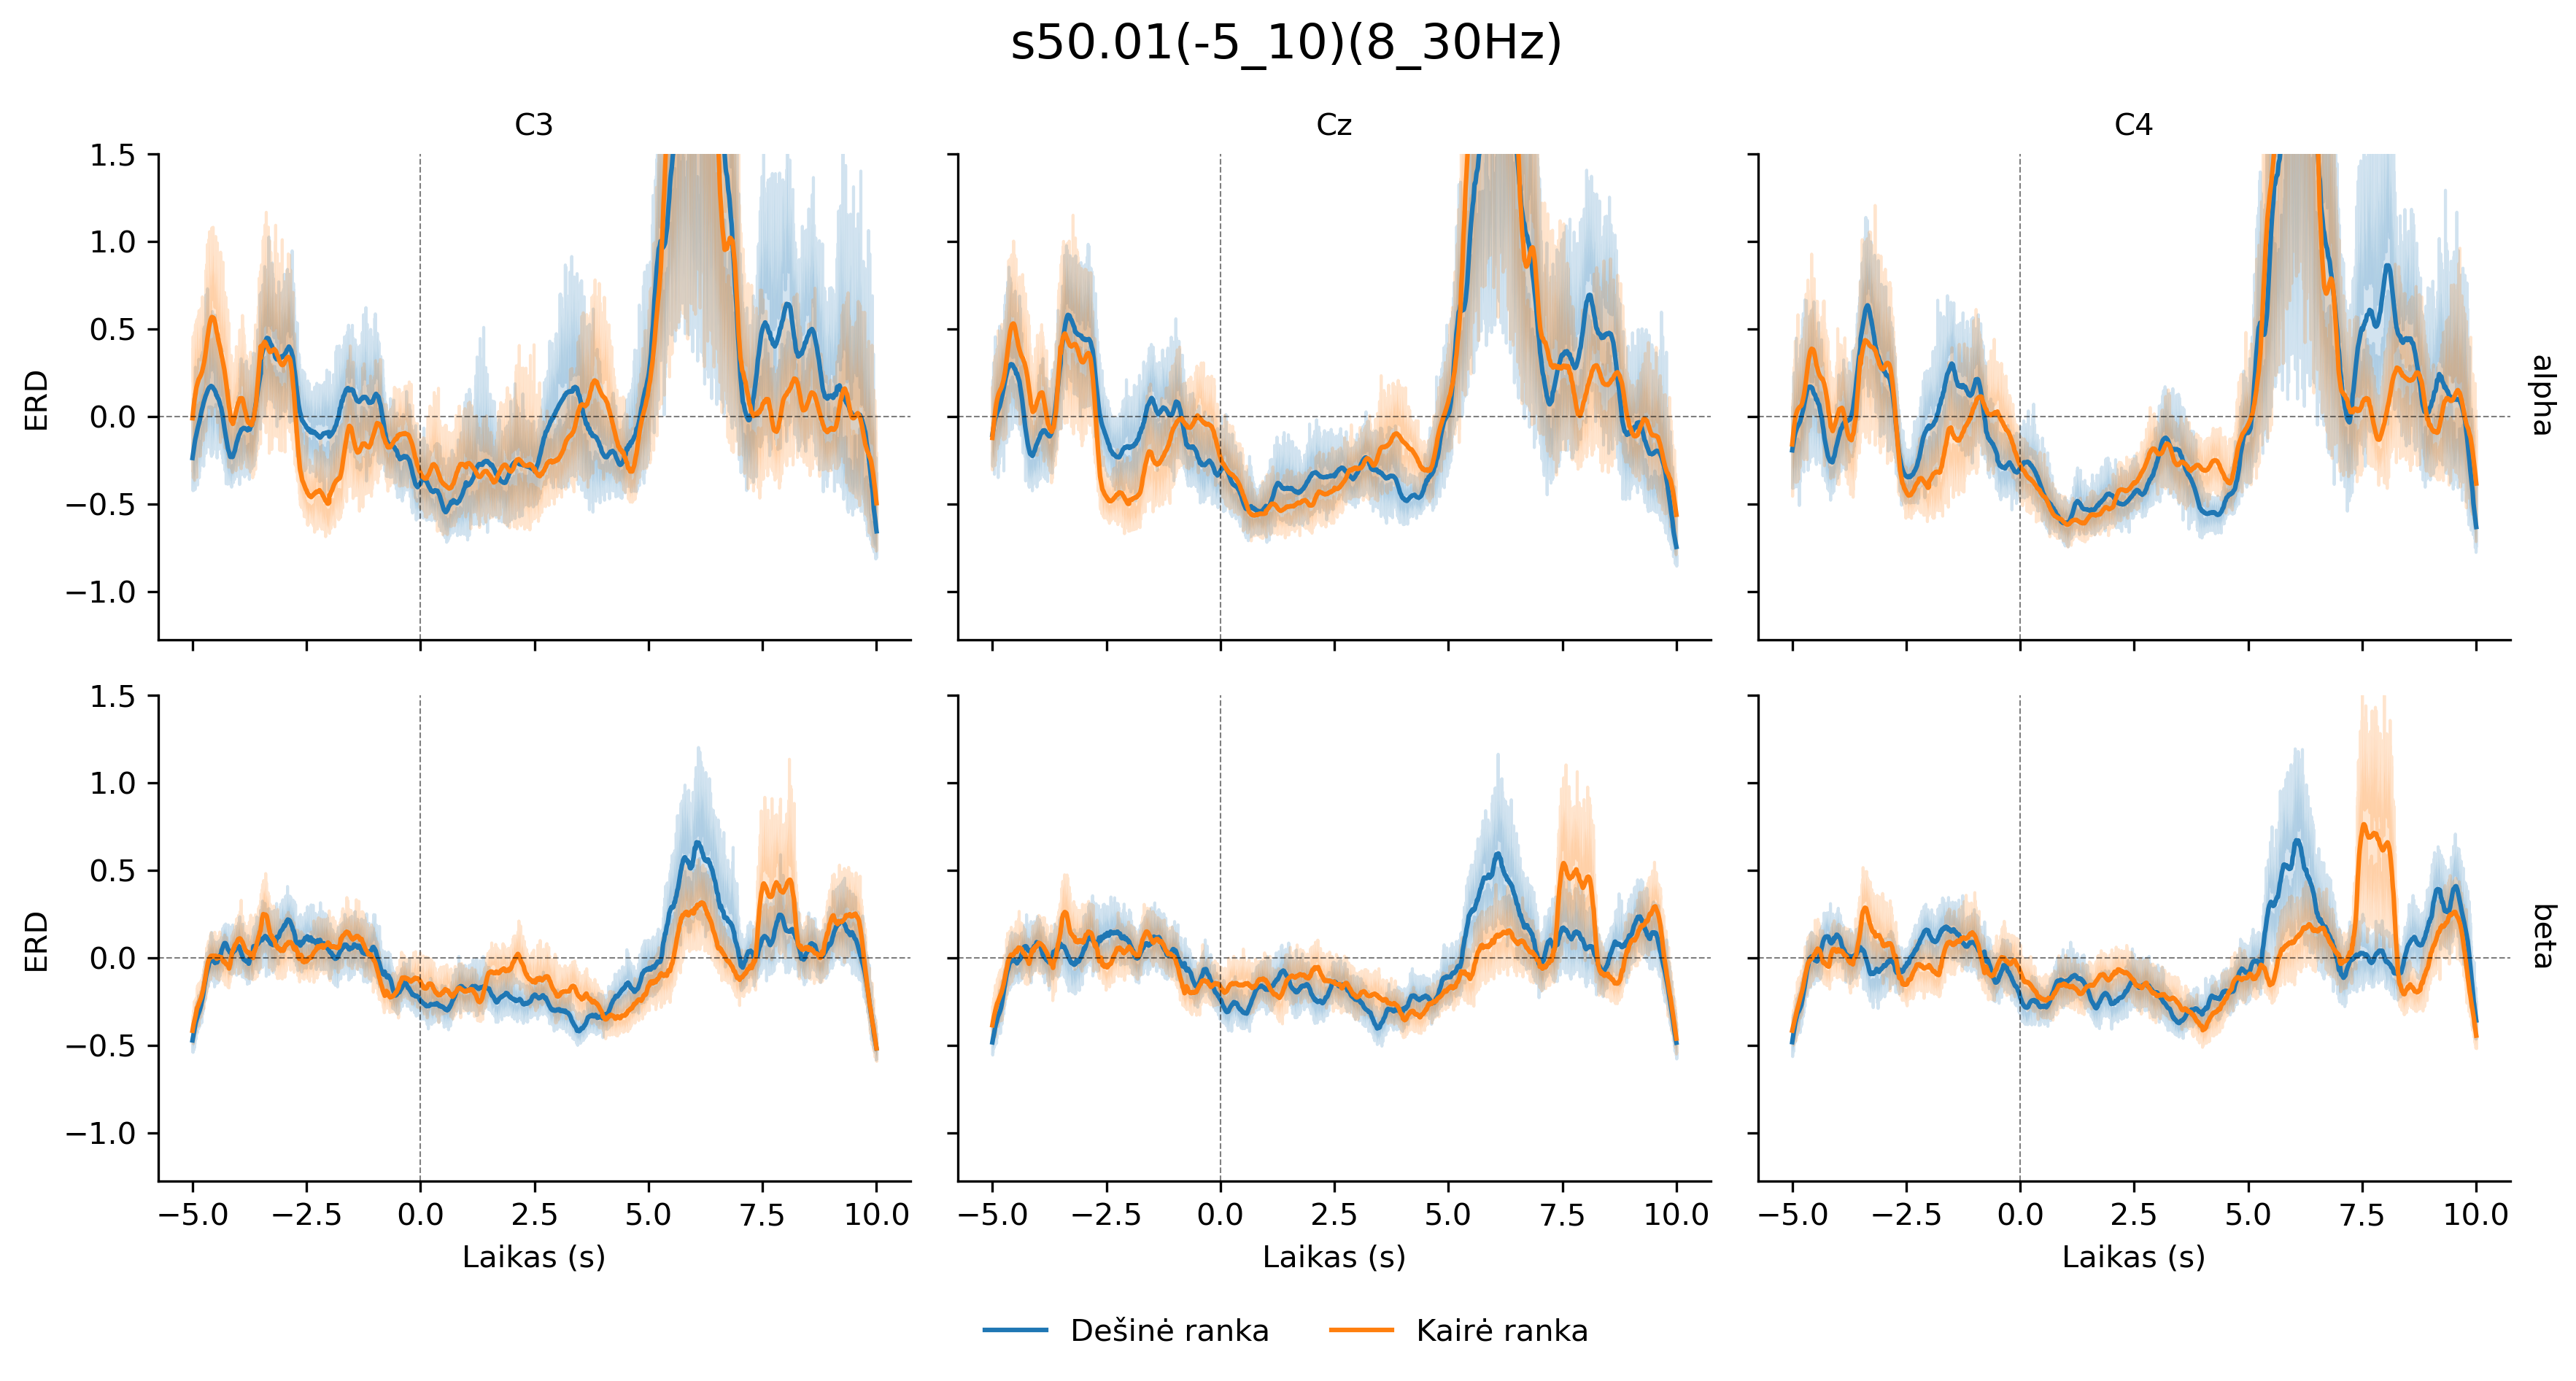 s50.01(-5_10)(8_30Hz)
C3 Cz C4
1.5
1.0
0.5
0.0
−0.5
−1.0
ERD
alpha
1.5
1.0
0.5
0.0
−0.5
−1.0
ERD
beta
−5.0 −2.5 0.0 2.5 5.0 7.5 10.0 −5.0 −2.5 0.0 2.5 5.0 7.5 10.0 −5.0 −2.5 0.0 2.5 5.0 7.5 10.0
Laikas (s) Laikas (s) Laikas (s)
Dešinė ranka Kairė ranka